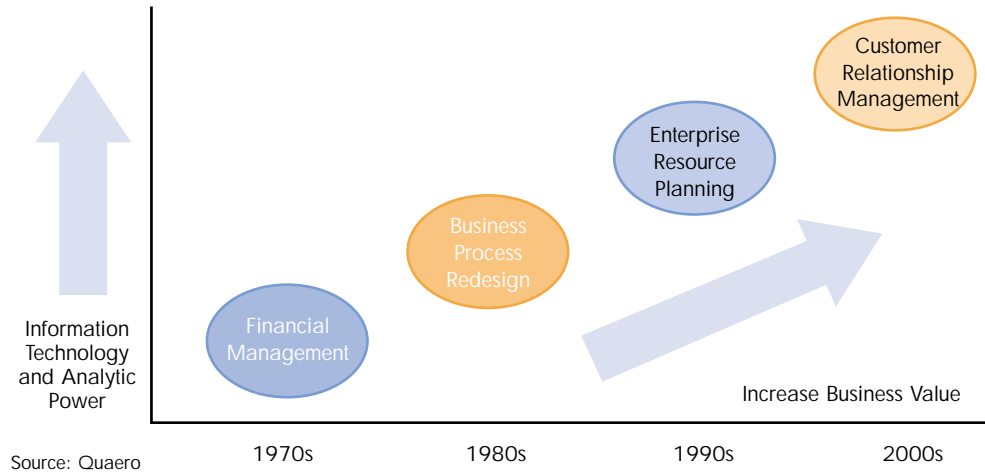 Customer
Relationship
Management
Enterprise
Resource
Planning
Business
Process
Redesign
Financial
Management
Information
Technology
and Analytic
Power
Increase Business Value
1970s
1980s
1990s
2000s
Source: Quaero